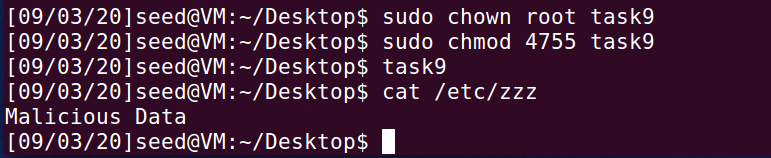 [09/03/20]seed@VM:~/Desktop$ sudo chown root task9
[09/03/20]seed@VM:~/Desktop$ sudo chmod 4755 task9
[09/03/20]seed@VM:~/Desktop$ task9
[09/03/20]seed@VM:~/Desktop$ cat /etc/zzz
Malicious Data
[09/03/20]seed@VM:~/Desktop$